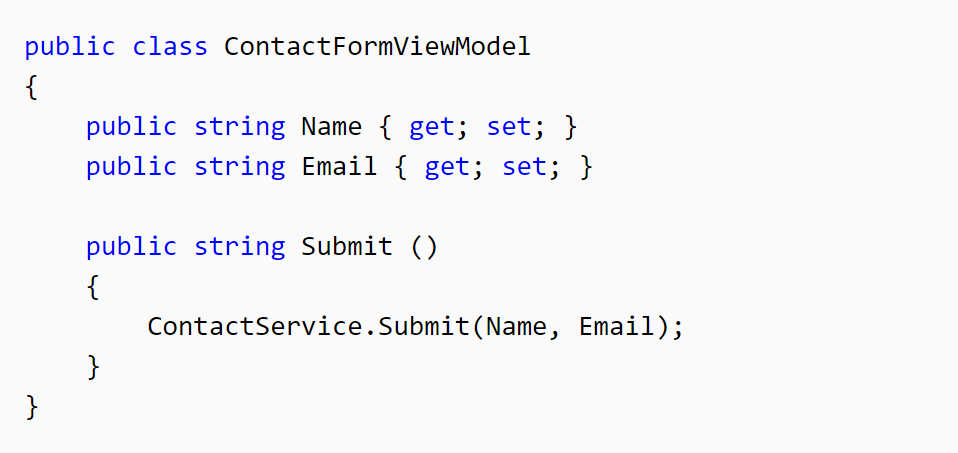 public class ContactFormViewModel
{
    public string Name { get; set; }
    public string Email { get; set; }

    public string Submit ()
    {
        ContactService.Submit(Name, Email);
    }
}